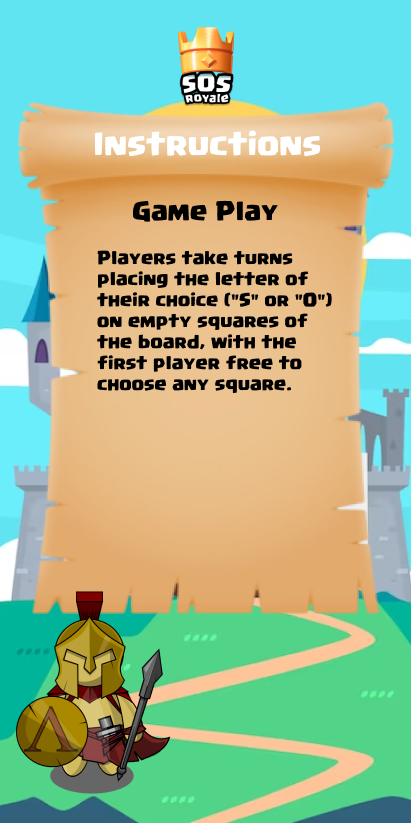 SOS
Royale
Instructions
Game Play
Players take turns
placing the letter of
their choice ("S" or "O")
on empty squares of
the board, with the
first player free to
choose any square.
Λ